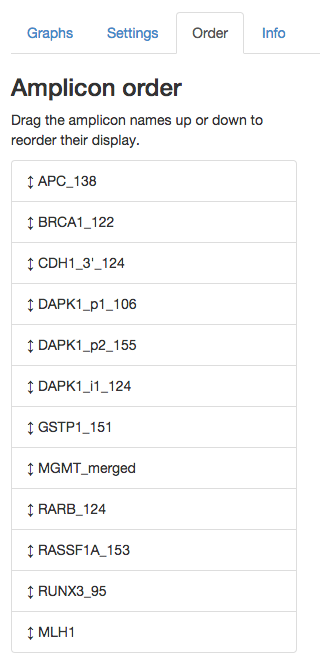 Graphs Settings Order Info
Amplicon order
Drag the amplicon names up or down to
reorder their display.
↕ APC_138
↕ BRCA1_122
↕ CDH1_3'_124
↕ DAPK1_p1_106
↕ DAPK1_p2_155
↕ DAPK1_i1_124
↕ GSTP1_151
↕ MGMT_merged
↕ RARB_124
↕ RASSF1A_153
↕ RUNX3_95
↕ MLH1